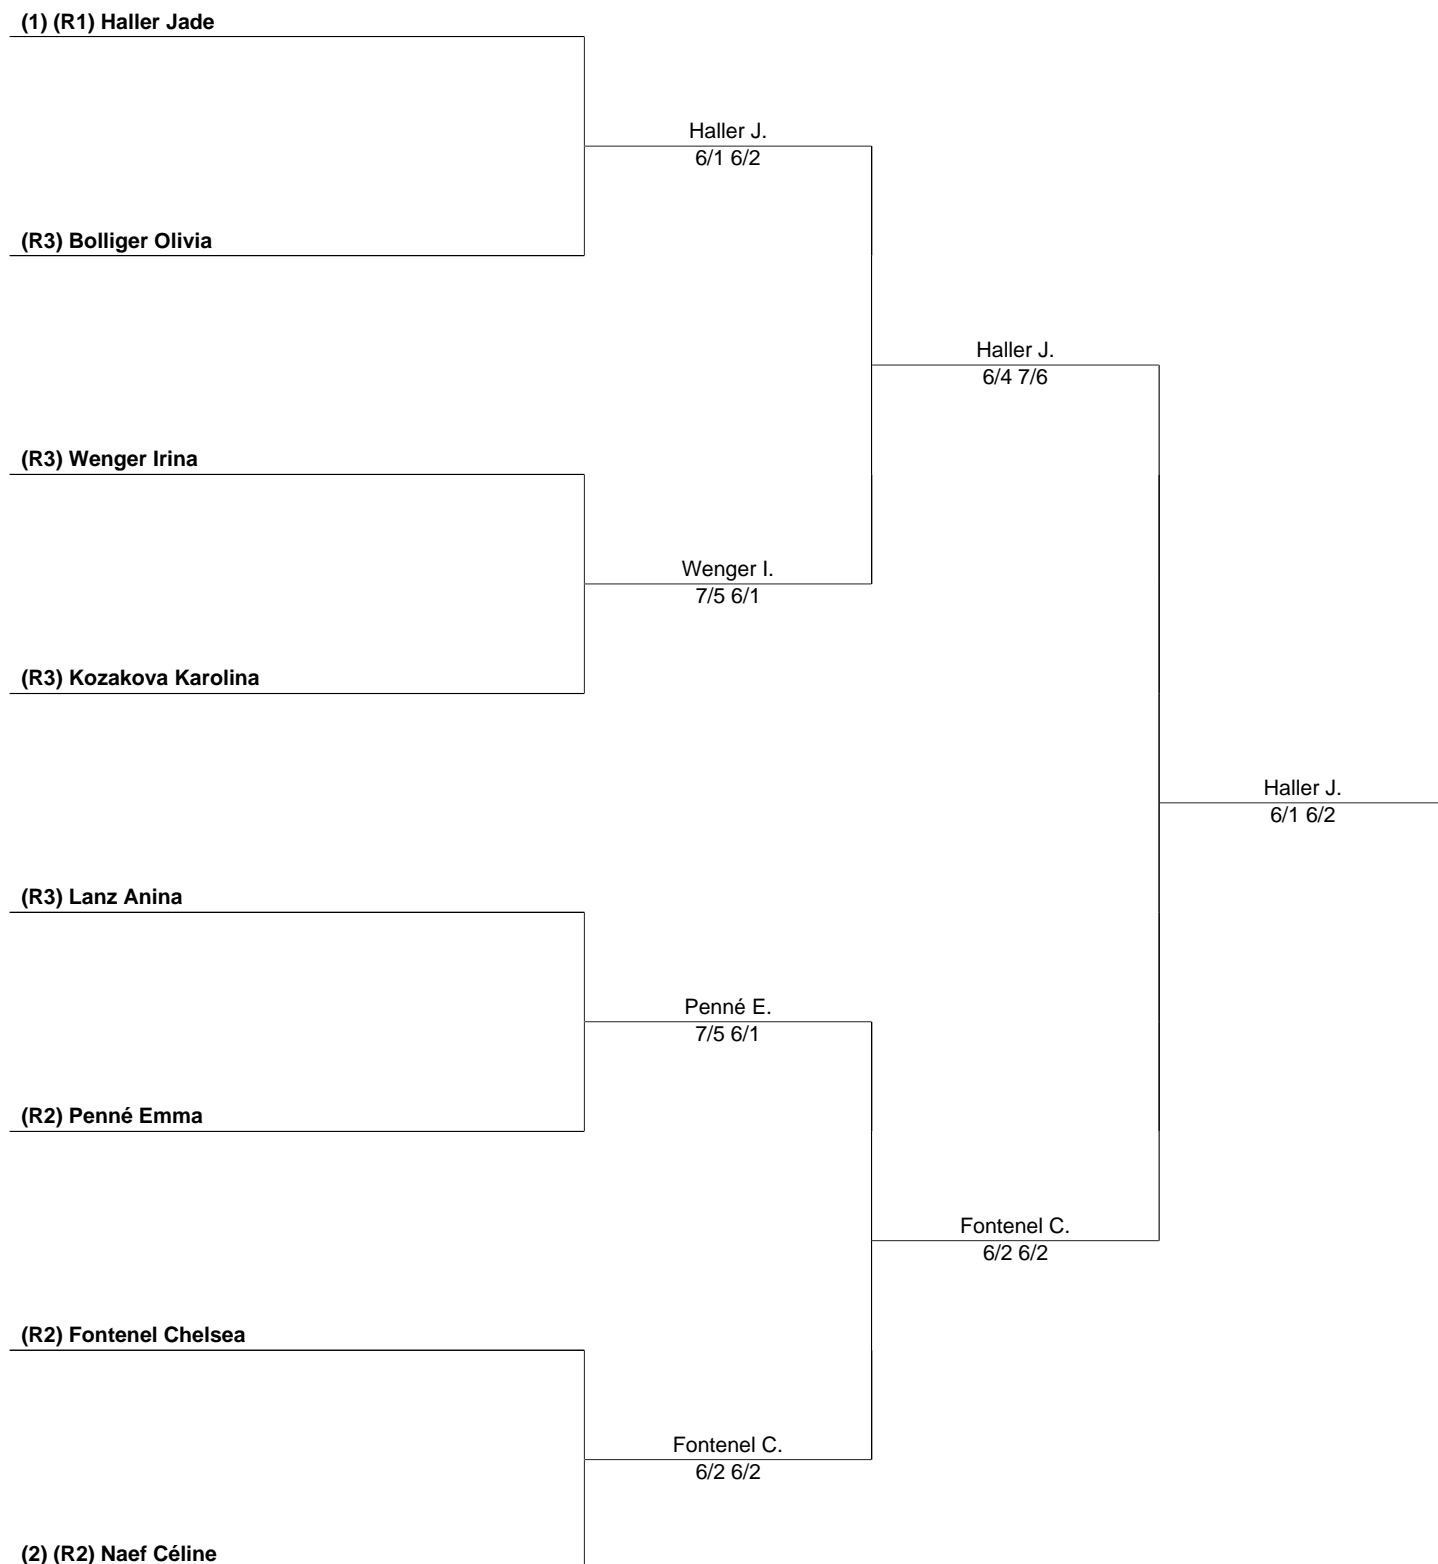 (1) (R1) Haller Jade
Haller J.
6/1 6/2
(R3) Bolliger Olivia
Haller J.
6/4 7/6
(R3) Wenger Irina
Wenger I.
7/5 6/1
(R3) Kozakova Karolina
Haller J.
6/1 6/2
(R3) Lanz Anina
Penné E.
7/5 6/1
(R2) Penné Emma
Fontenel C.
6/2 6/2
(R2) Fontenel Chelsea
Fontenel C.
6/2 6/2
(2) (R2) Naef Céline